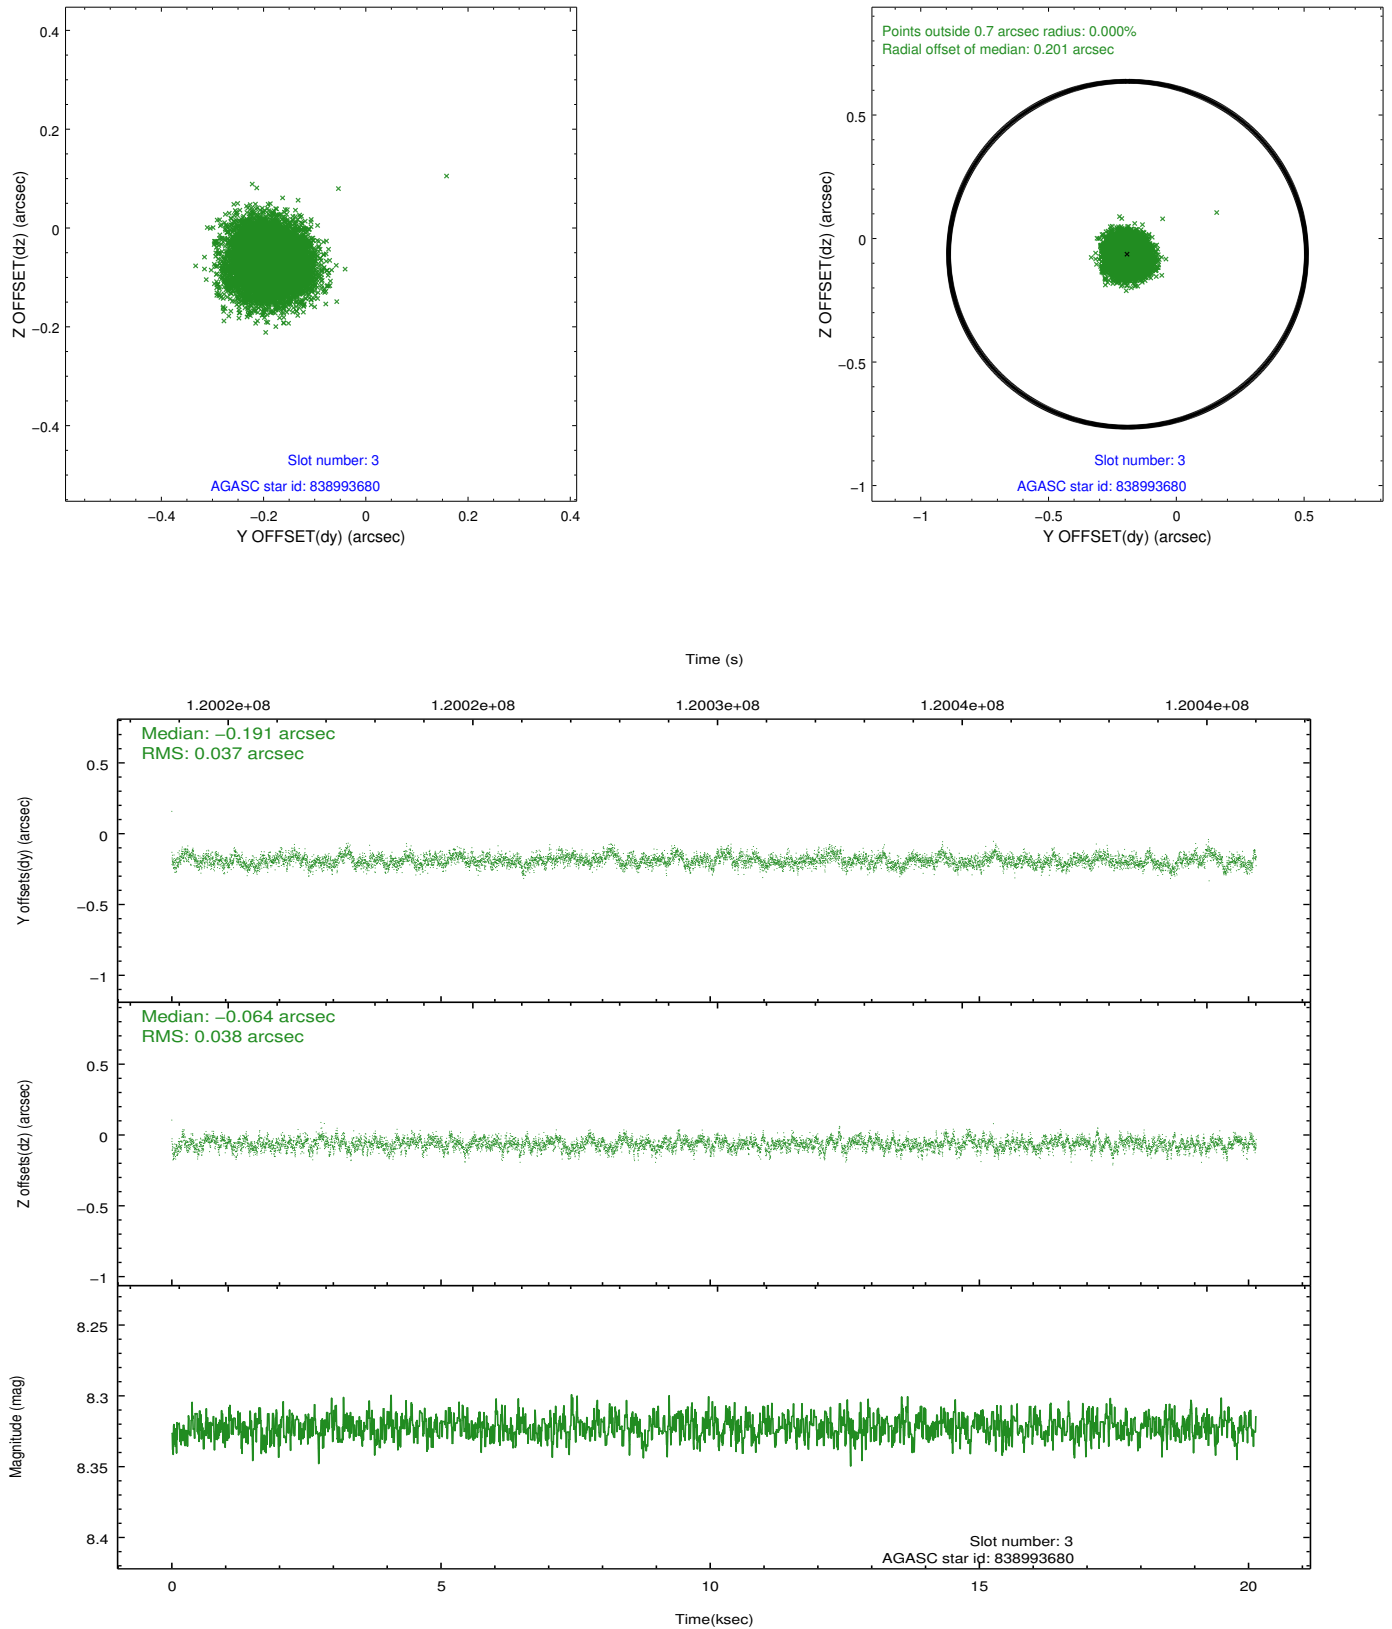 0.4
0.2
0
−0.2
−0.4
Z OFFSET(dz) (arcsec)
Slot number: 3
AGASC star id: 838993680
−0.4
−0.2
0
0.2
0.4
Y OFFSET(dy) (arcsec)
Points outside 0.7 arcsec radius: 0.000%
Radial offset of median: 0.201 arcsec
0.5
0
−0.5
−1
Z OFFSET(dz) (arcsec)
Slot number: 3
AGASC star id: 838993680
−1
−0.5
0
0.5
Y OFFSET(dy) (arcsec)
Time (s)
1.2002e+08
1.2002e+08
1.2003e+08
1.2004e+08
1.2004e+08
Median: −0.191 arcsec
RMS: 0.037 arcsec
0.5
0
−0.5
−1
Y offsets(dy) (arcsec)
Median: −0.064 arcsec
RMS: 0.038 arcsec
0.5
0
−0.5
−1
Z offsets(dz) (arcsec)
8.25
8.3
8.35
8.4
Magnitude (mag)
Slot number: 3
AGASC star id: 838993680
0
5
10
15
20
Time(ksec)